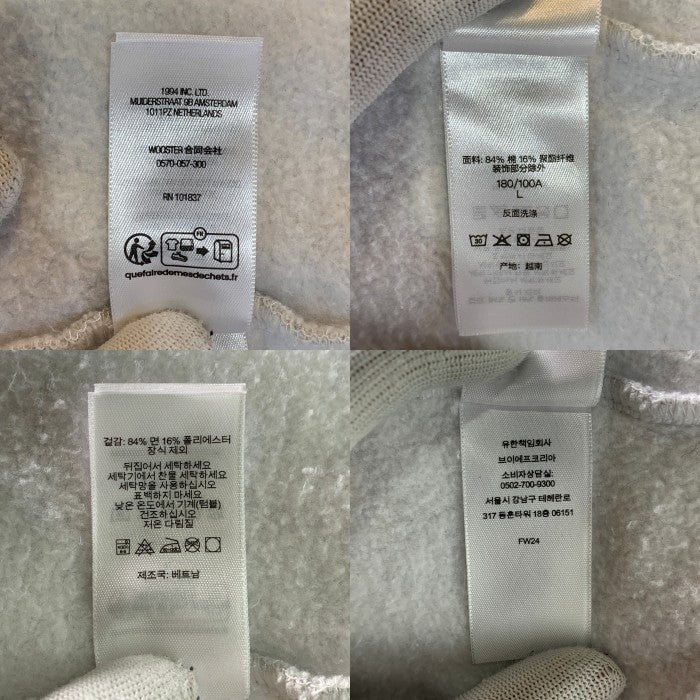 1994 INC. LTD.
MUIDERSTRAAT 9B AMSTERDAM
1011PZ NETHERLANDS
WOOSTER 合同会社
0570-057-300
RN 101837
FR
quefairedemesdechets.fr
面料: 84% 棉 16% 聚酯纤维
装饰部分除外
180/100A
L
反面洗涤
30
产地: 越南
겉감: 84% 면 16% 폴리에스터
장식 제외
뒤집어서 세탁하세요
세탁기에서 찬물 세탁하세요
세탁망을 사용하십시오
표백하지 마세요
낮은 온도에서 기계(텀블)
건조하십시오
저온 다림질
제조국: 베트남
유한책임회사
브이에프코리아
소비자상담실:
0502-700-9300
서울시 강남구 테헤란로
317 동훈타워 18층 06151
FW24